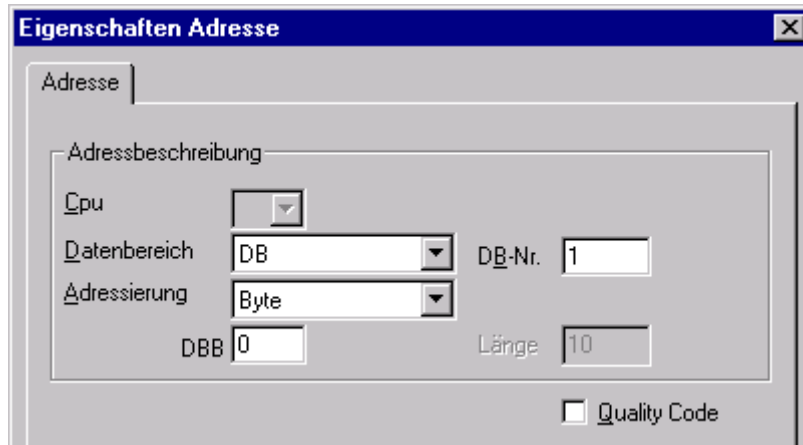 Eigenschaften Adresse
Adresse
Adressbeschreibung
Cpu
Datenbereich DB DB-Nr. 1
Adressierung Byte
DBB 0 Länge 10
Quality Code